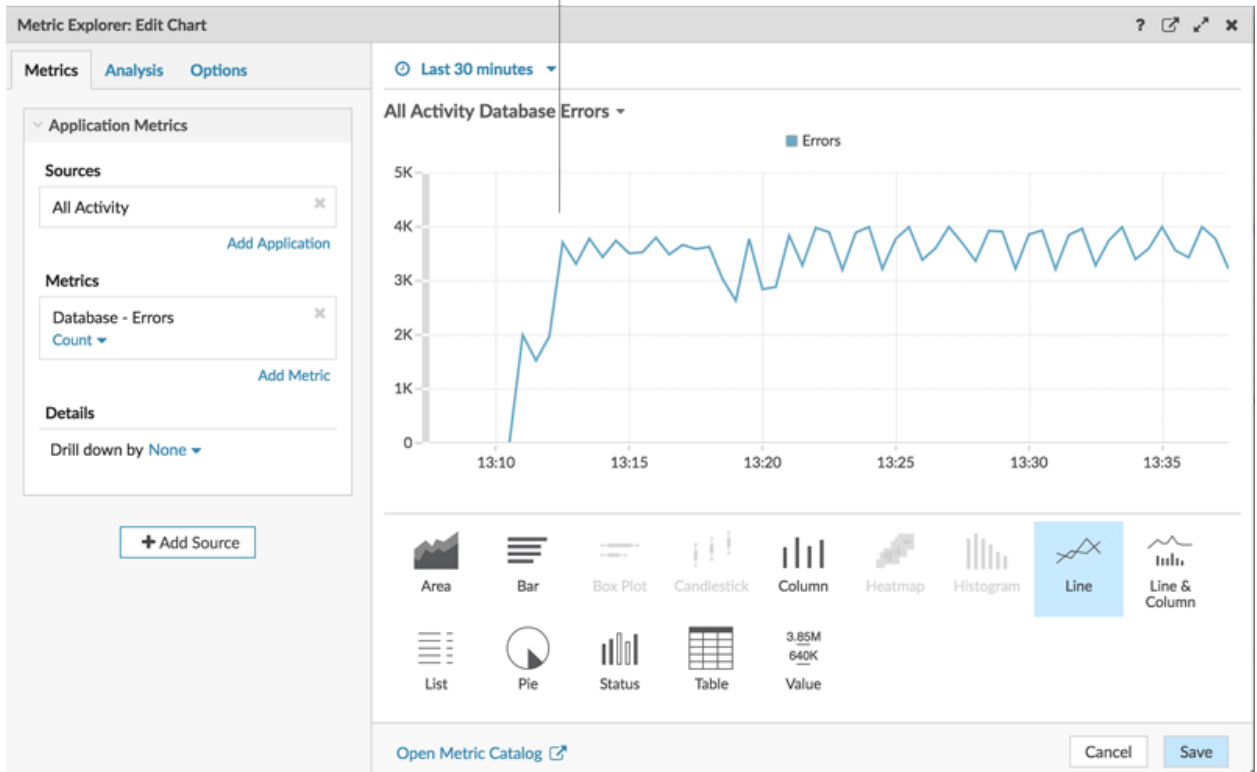 Metric Explorer: Edit Chart
?
Metrics Analysis Options
Application Metrics
Sources
All Activity
Add Application
Metrics
Database - Errors
Count
Add Metric
Details
Drill down by None
+ Add Source
Last 30 minutes
All Activity Database Errors
Errors
5K
4K
3K
2K
1K
0
13:10 13:15 13:20 13:25 13:30 13:35
Area Bar Box Plot Candlestick Column Heatmap Histogram Line Line &
Column
3.85M
640K
List Pie Status Table Value
Open Metric Catalog
Cancel Save